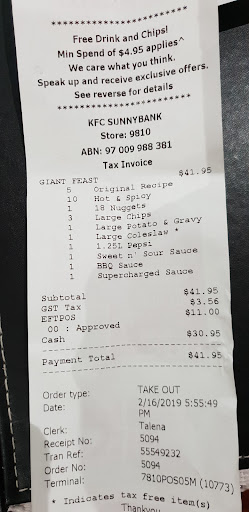 ************************
Free Drink and Chips!
Min Spend of $4.95 applies^
We care what you think.
Speak up and receive exclusive offers.
See reverse for details
************************
KFC SUNNYBANK
Store: 9810
ABN: 97 009 988 381
Tax Invoice
GIANT FEAST $41.95
5 Original Recipe
10 Hot & Spicy
1 18 Nuggets
3 Large Chips
1 Large Potato & Gravy
1 Large Coleslaw *
1 1.25L Pepsi
1 Sweet n' Sour Sauce
1 BBQ Sauce
1 Supercharged Sauce
Subtotal $41.95
GST Tax $3.56
EFTPOS $11.00
00 : Approved
Cash $30.95
Payment Total $41.95
Order type: TAKE OUT
Date: 2/16/2019 5:55:49
PM
Clerk: Talena
Receipt No: 5094
Tran Ref: 55549232
Order No: 5094
Terminal: 7810POS05M (10773)
* Indicates tax free item(s)
Thankyou